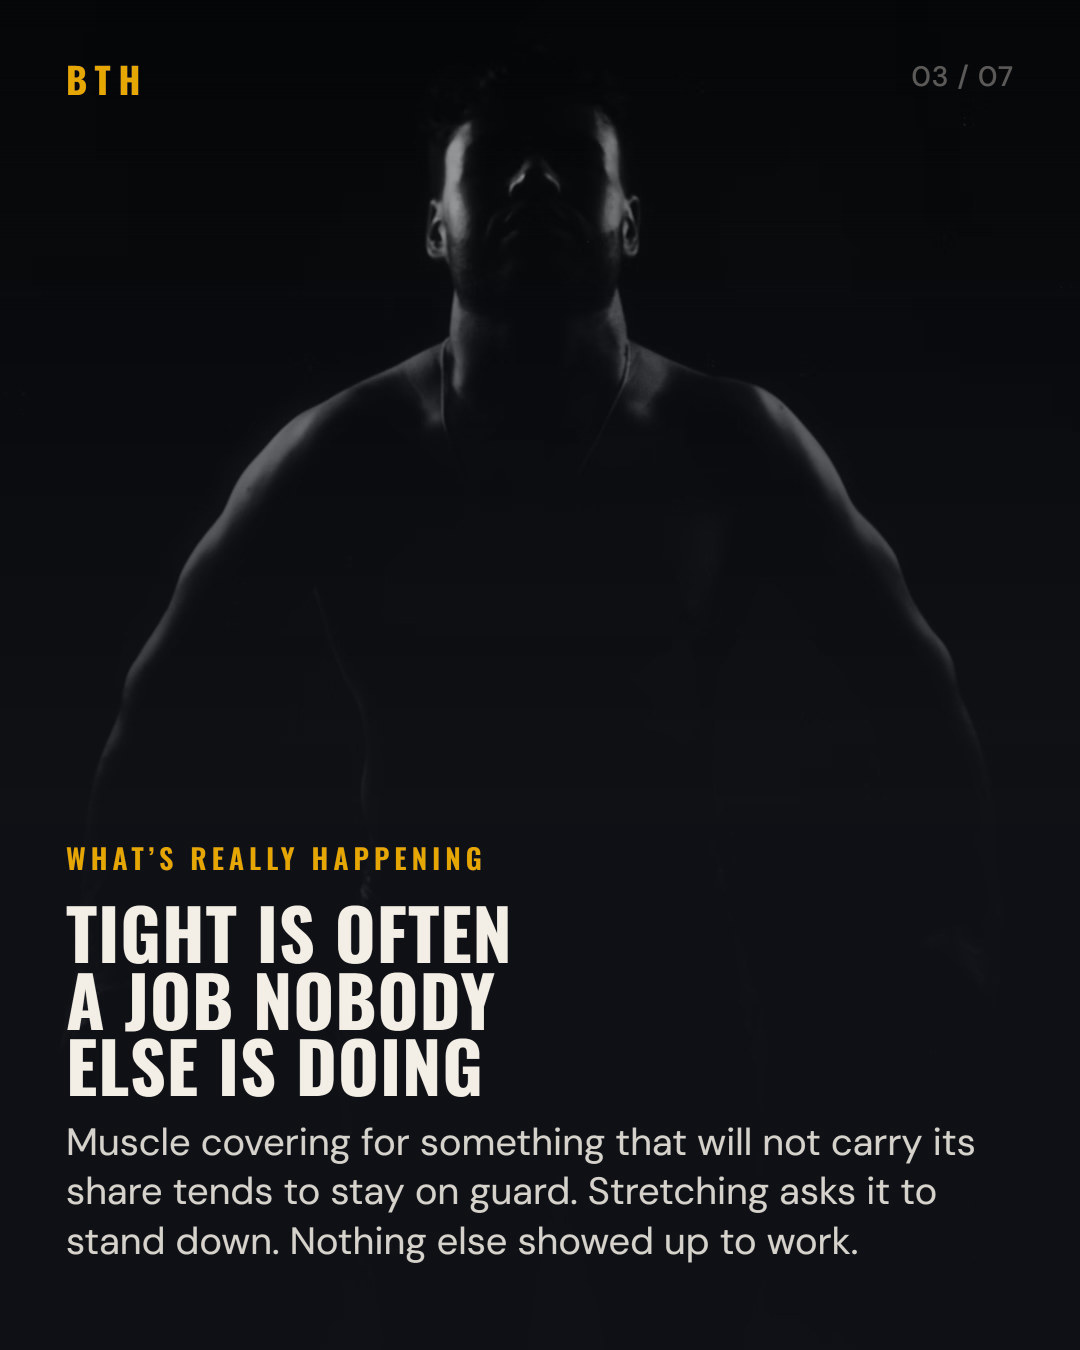 BTH
03 / 07
WHAT’S REALLY HAPPENING
TIGHT IS OFTEN
A JOB NOBODY
ELSE IS DOING
Muscle covering for something that will not carry its
share tends to stay on guard. Stretching asks it to
stand down. Nothing else showed up to work.